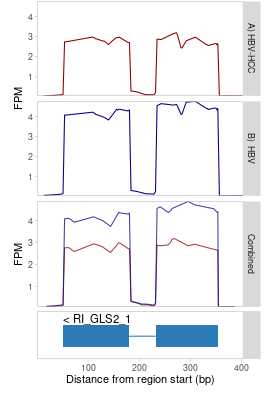 4
3
2
1
FPM
A) HBV-HCC
4
3
2
1
B) HBV
4
3
2
1
FPM
Combined
< RI_GLS2_1
100 200 300 400
Distance from region start (bp)